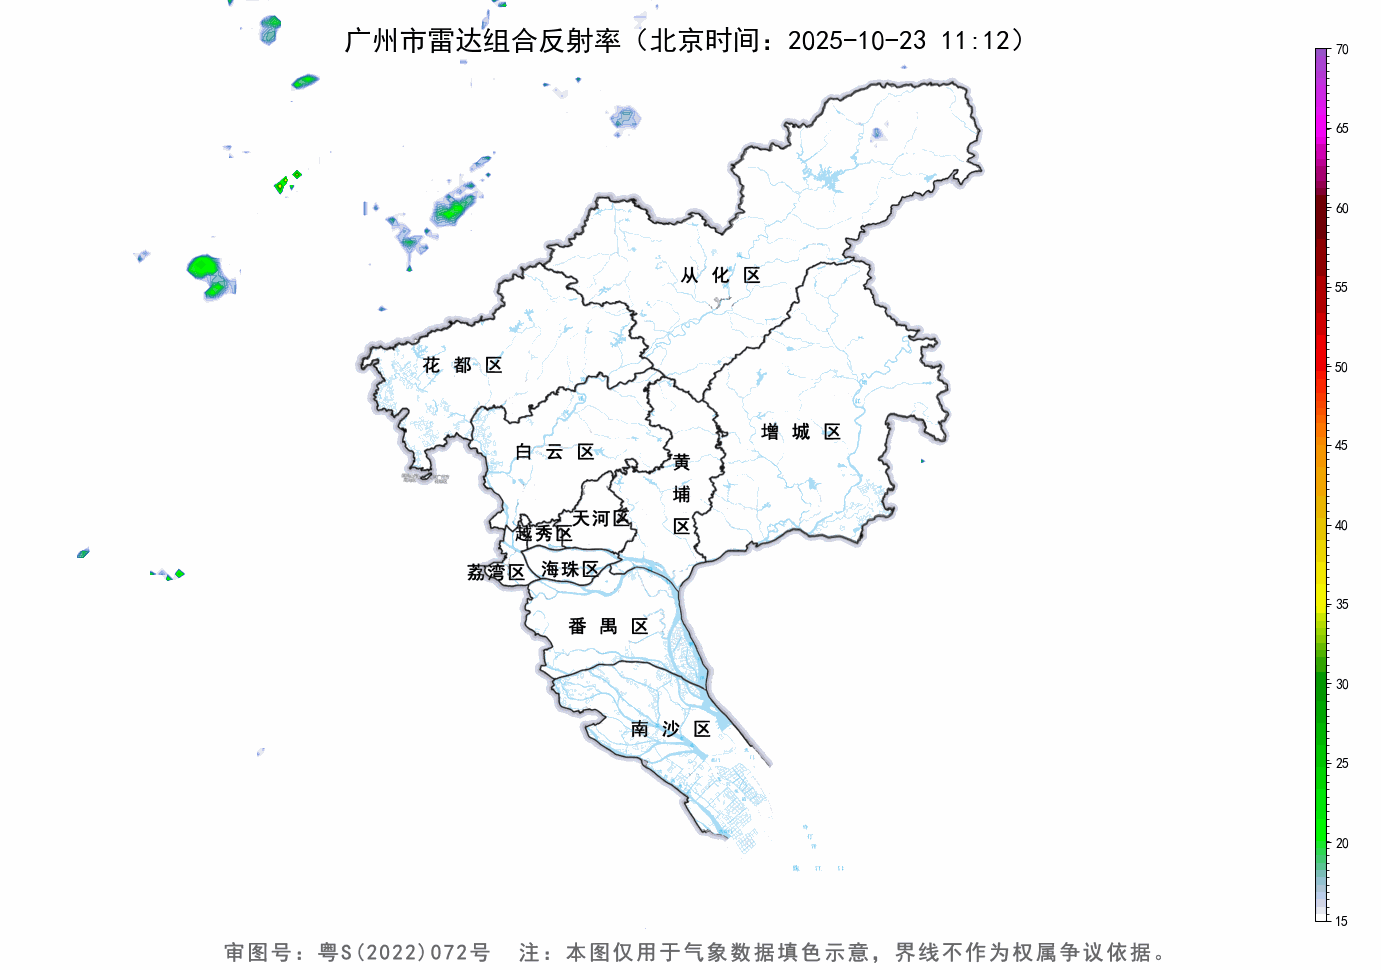 广州市雷达组合反射率（北京时间：2025-10-23 11:12）
70
65
60
55
50
45
40
35
30
25
20
15
从化区
花都区
增城区
白云区
黄埔区
天河区
越秀区
荔湾区
海珠区
番禺区
南沙区
审图号：粤S(2022)072号 注：本图仅用于气象数据填色示意，界线不作为权属争议依据。